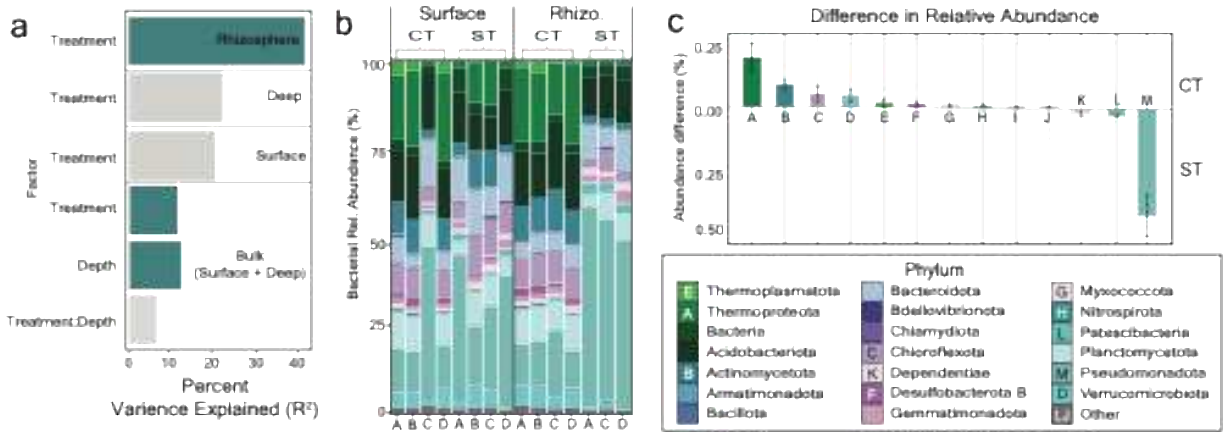 a
Treatment
Rhizosphere
Treatment
Deep
Treatment
Surface
Treatment
Depth
Bulk
(Surface + Deep)
Treatment:Depth
Factor
0 10 20 30 40
Percent
Varience Explained (R²)
b
Surface Rhizo.
CT ST CT ST
Bacterial Rel. Abundance (%)
100
75
50
25
0
A B C D A B C D A B C D A C D
c
Difference in Relative Abundance
Abundance difference (%)
0.25
0.00
0.25
0.50
A B C D E F G H I J K L M
CT
ST
Phylum
E Thermoplasmatota
A Thermoproteota
Bacteria
Acidobacteriota
B Actinomycetota
Armatimonadota
Bacillota
Bacteroidota
Bdellovibrionota
Chlamydiota
C Chloroflexota
K Dependentiae
F Desulfobacterota B
Gemmatimonadota
G Myxococcota
H Nitrospirota
L Patescibacteria
Planctomycetota
M Pseudomonadota
D Verrucomicrobiota
Other